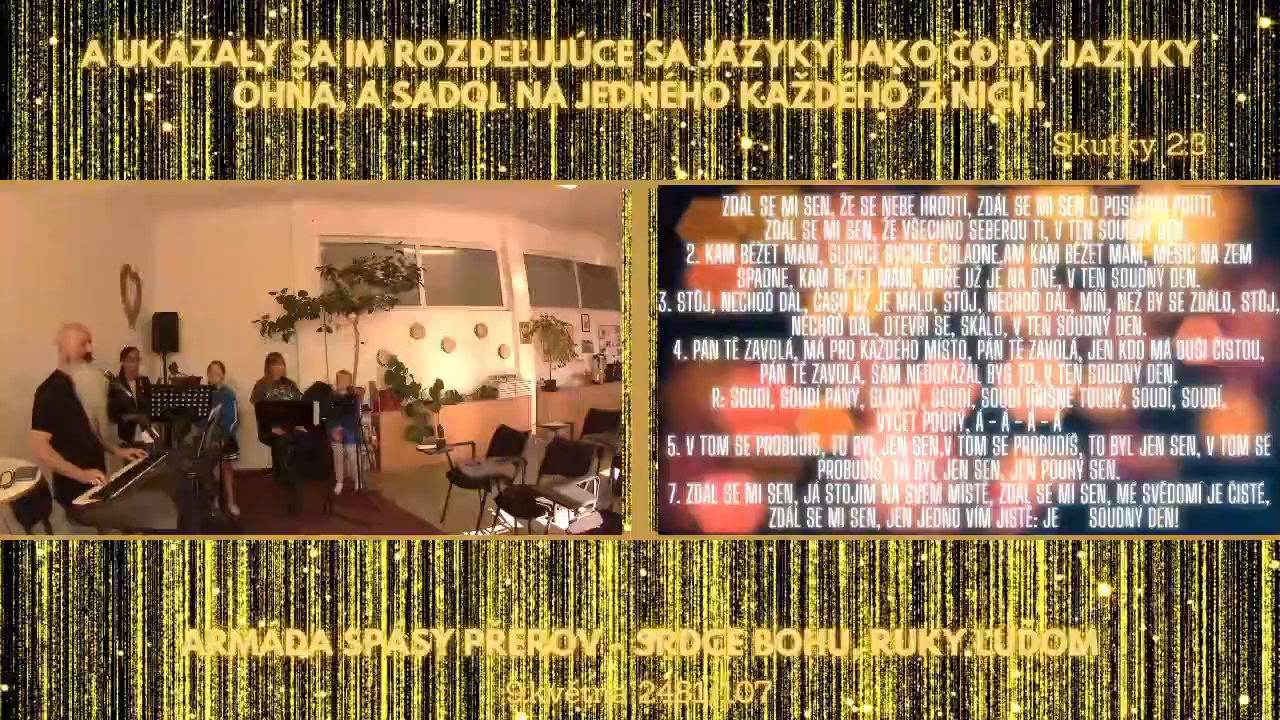 A UKÁZAŁY SA IM ROZDEĽUJÚCE SA JAZYKY JAKO ČO BY JAZYKY
OHŇA, A SADOL NA JEDNÉHO KAŽDÉHO Z NICH.
Skutky 2:3
ZDÁL SE MI SEN, ŽE SE NEBE HROUTÍ, ZDÁL SE MI SEN O POSLEDNÍ POUTI,
ZDÁL SE MI SEN, ŽE VŠECHNO SEBEROU TI, V TEN SOUDNÝ DEN.
2. KAM BĚŽET MÁM, SLUNCE RYCHLE CHLADNE,AM KAM BĚŽET MÁM, MĚSÍC NA ZEM
SPADNE, KAM BĚŽET MÁM, MOŘE UŽ JE NA DNĚ, V TEN SOUDNÝ DEN.
3. STŮJ, NECHOĎ DÁL, ČASU UŽ JE MÁLO, STŮJ, NECHOĎ DÁL, MÍŇ, NEŽ BY SE ZDÁLO, STŮJ,
NECHOĎ DÁL, OTEVŘI SE, SKÁLO, V TEN SOUDNÝ DEN.
4. PÁN TĚ ZAVOLÁ, MÁ PRO KAŽDÉHO MÍSTO, PÁN TĚ ZAVOLÁ, JEN KDO MÁ DUŠI ČISTOU,
PÁN TĚ ZAVOLÁ, SÁM NEDOKÁZAL BYS TO, V TEN SOUDNÝ DEN.
R: SOUDÍ, SOUDÍ PÁNY, SLOUHY, SOUDÍ, SOUDÍ HŘÍŠNÉ TOUHY, SOUDÍ, SOUDÍ,
VÝČET POUHÝ, Á - Á - Á - Á
5. V TOM SE PROBUDÍŠ, TO BYL JEN SEN,V TOM SE PROBUDÍŠ, TO BYL JEN SEN, V TOM SE
PROBUDÍŠ, TO BYL JEN SEN, JEN POUHÝ SEN.
7. ZDÁL SE MI SEN, JÁ STOJÍM NA SVÉM MÍSTĚ, ZDÁL SE MI SEN, MÉ SVĚDOMÍ JE ČISTÉ,
ZDÁL SE MI SEN, JEN JEDNO VÍM JISTĚ: JE SOUDNÝ DEN!
ARMÁDA SPÁSY PŘEROV - SRDCE BOHU, RUKY ĽUĎOM
9.května 2481/107